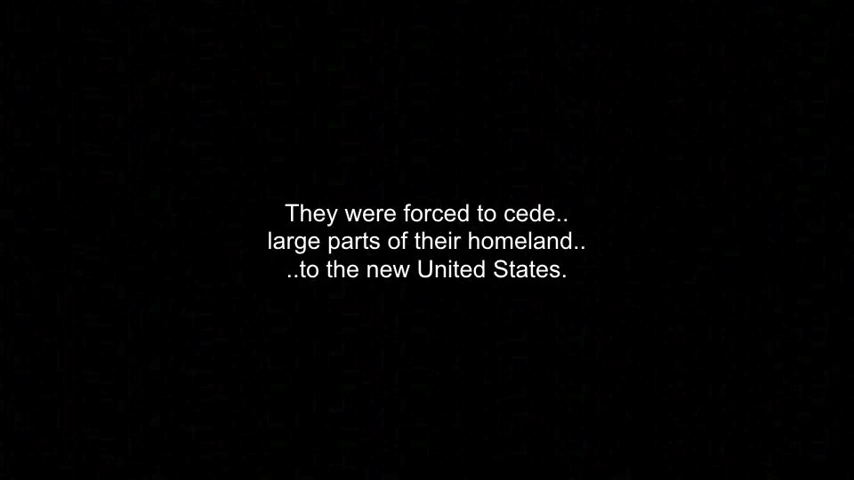 They were forced to cede..
large parts of their homeland..
..to the new United States.